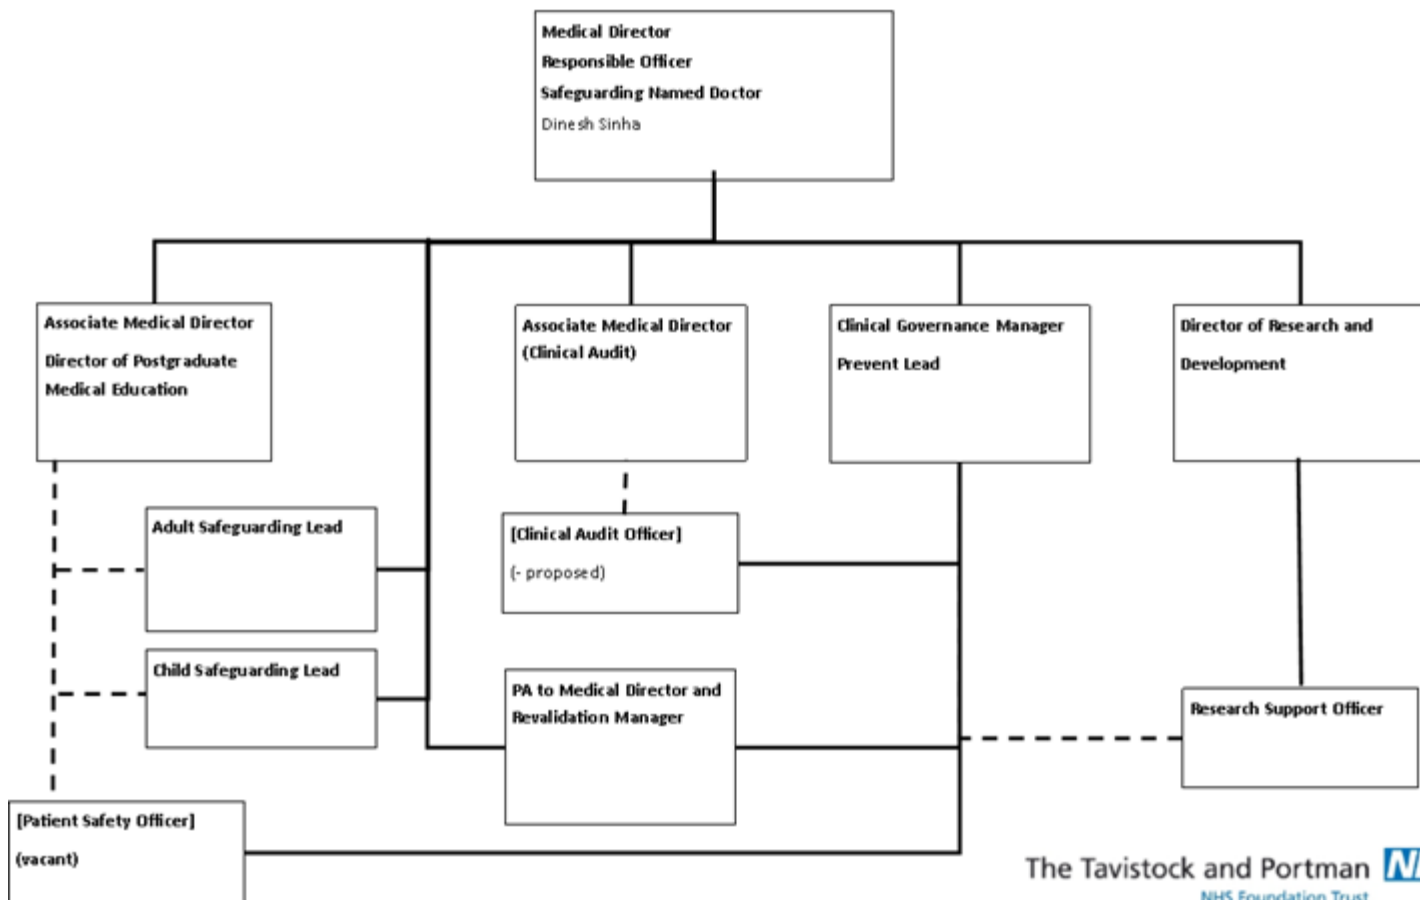 Medical Director
Responsible Officer
Safeguarding Named Doctor
Dinesh Sinha
Associate Medical Director
Director of Postgraduate
Medical Education
Associate Medical Director
(Clinical Audit)
Clinical Governance Manager
Prevent Lead
Director of Research and
Development
Adult Safeguarding Lead
[Clinical Audit Officer]
(- proposed)
Child Safeguarding Lead
PA to Medical Director and
Revalidation Manager
Research Support Officer
[Patient Safety Officer]
(vacant)
The Tavistock and Portman
NHS Foundation Trust